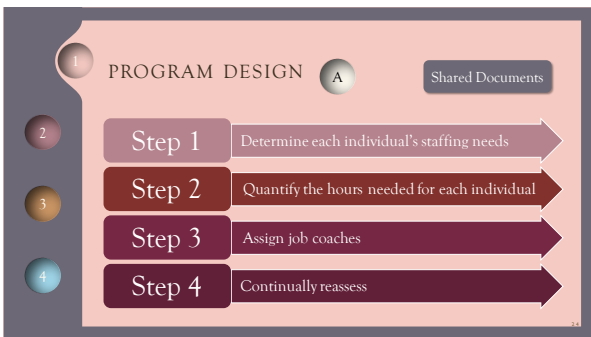 1
PROGRAM DESIGN
A
Shared Documents
2
Step 1
Determine each individual's staffing needs
Step 2
Quantify the hours needed for each individual
3
Step 3
Assign job coaches
4
Step 4
Continually reassess